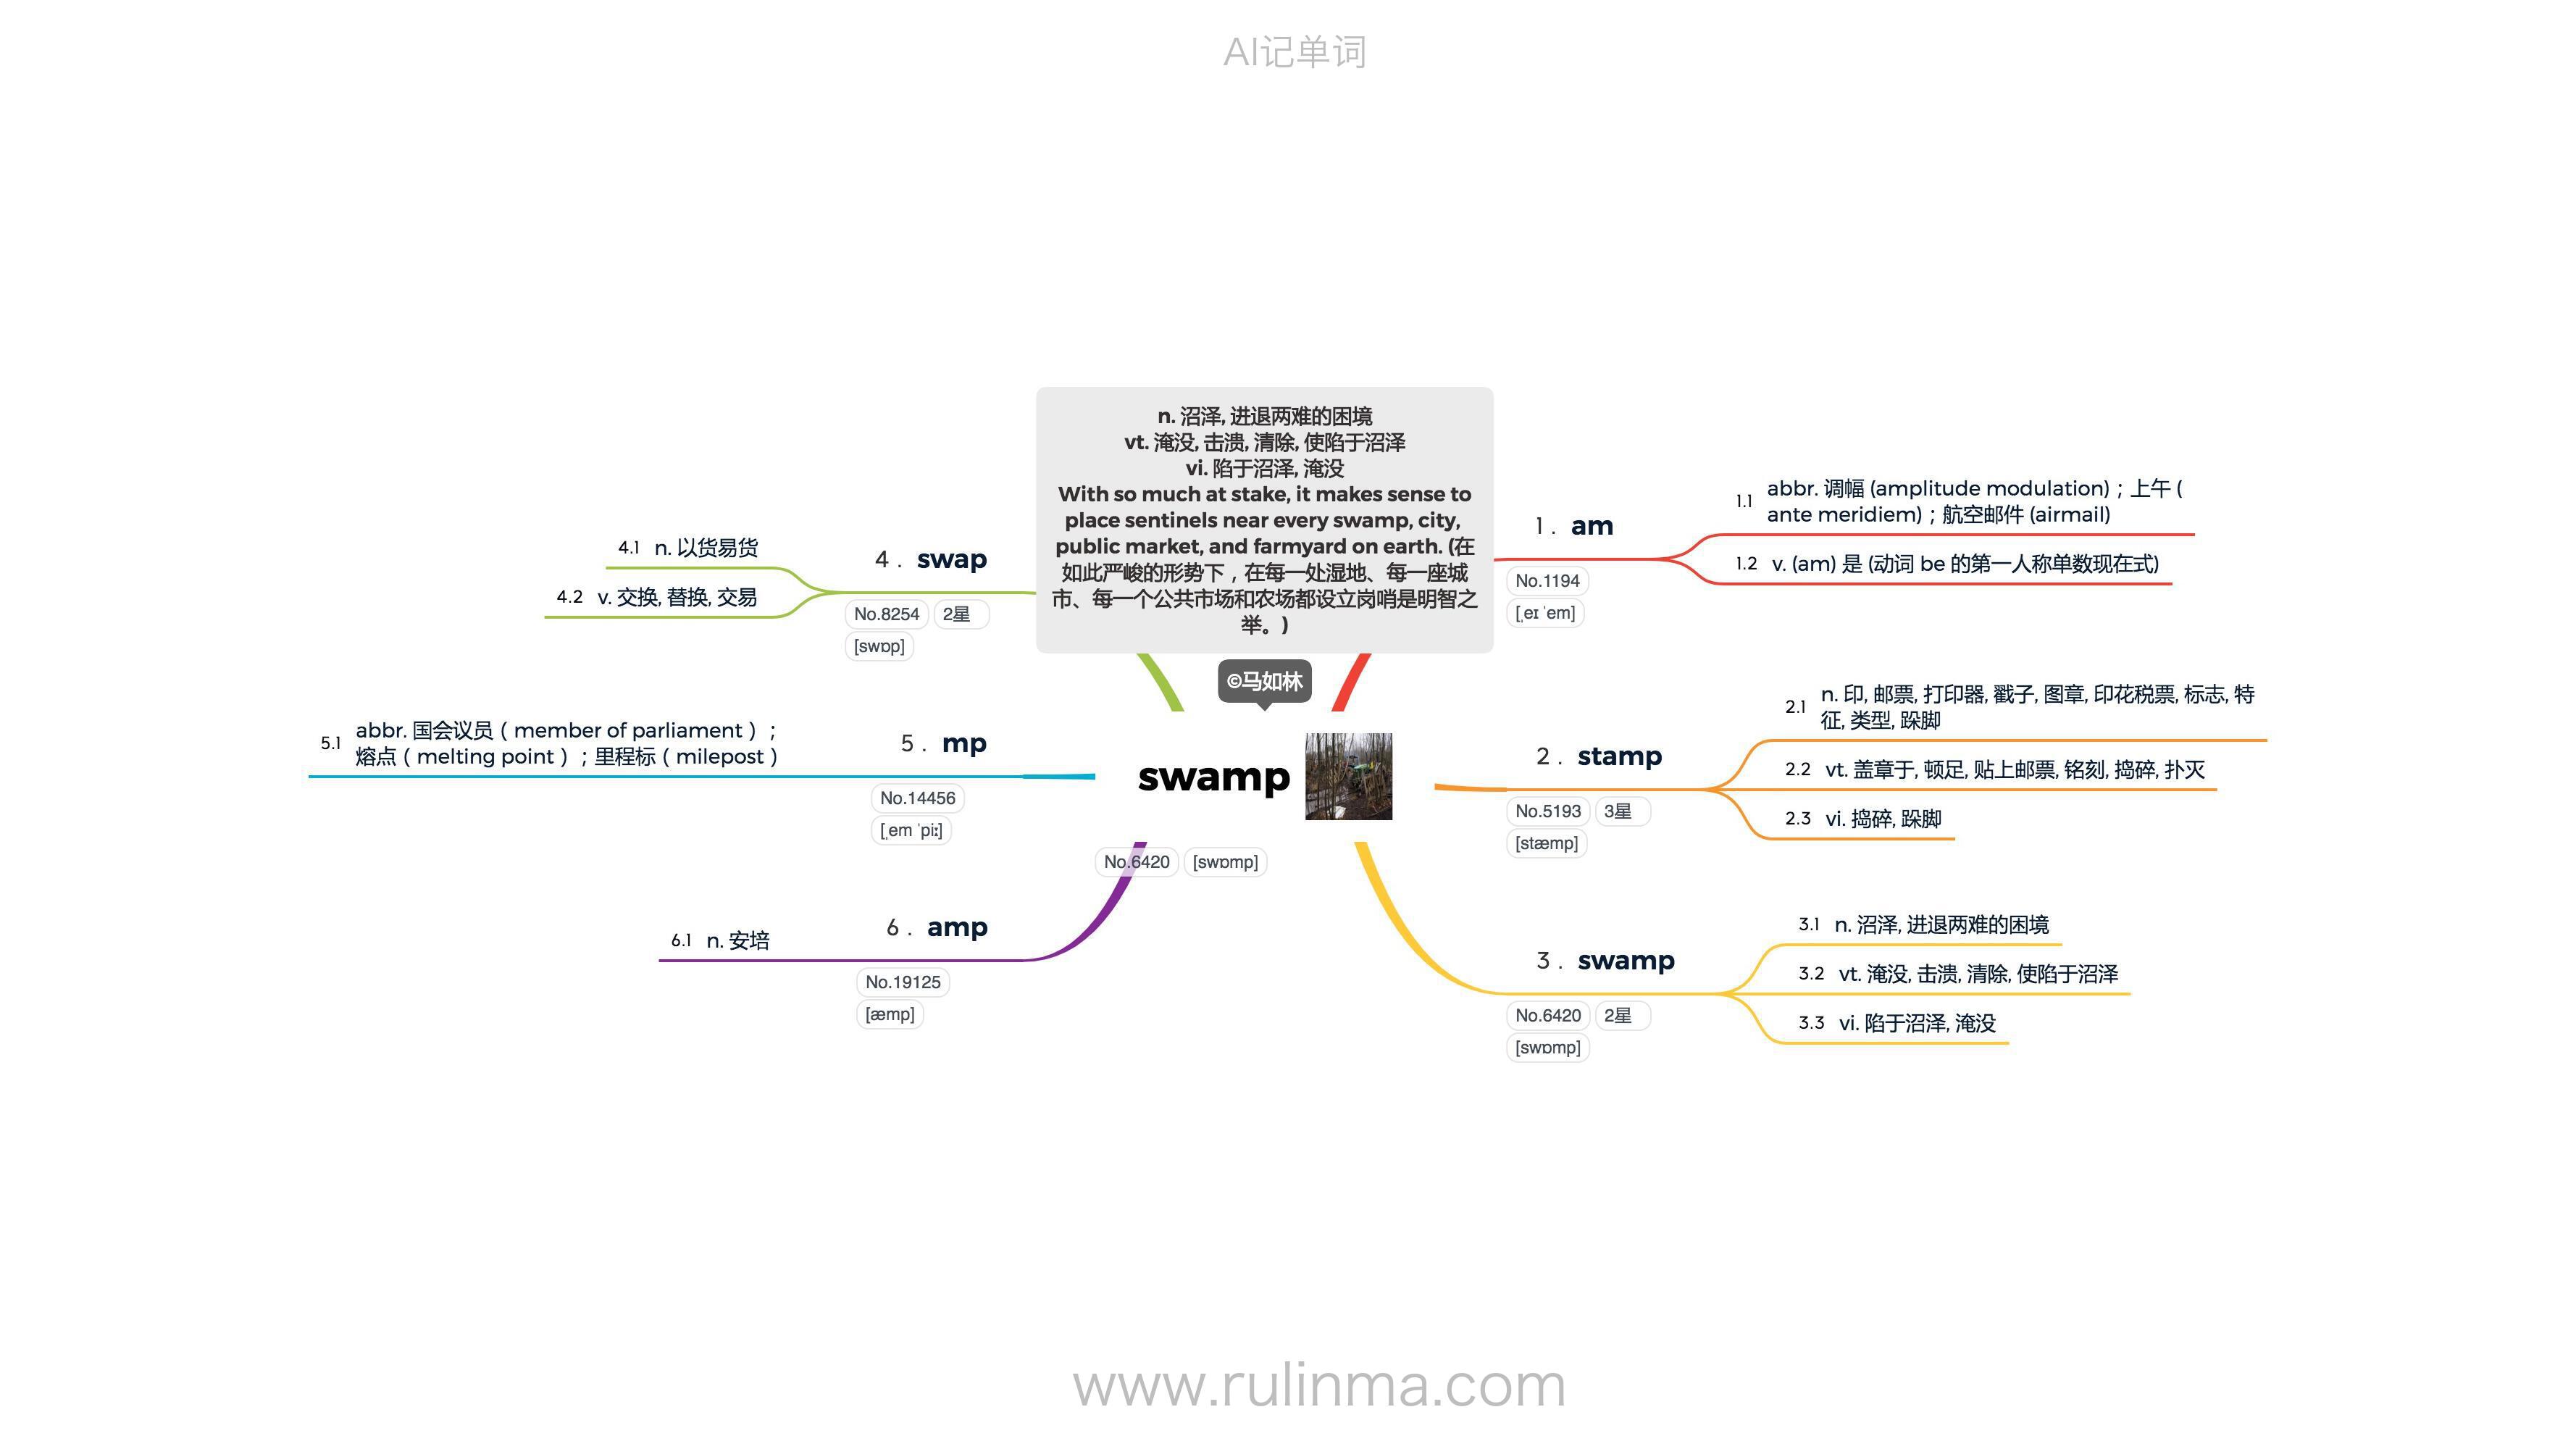 AI记单词
n. 沼泽, 进退两难的困境
vt. 淹没, 击溃, 清除, 使陷于沼泽
vi. 陷于沼泽, 淹没
With so much at stake, it makes sense to
place sentinels near every swamp, city,
public market, and farmyard on earth. (在
如此严峻的形势下，在每一处湿地、每一座城
市、每一个公共市场和农场都设立岗哨是明智之
举。)
©马如林
swamp
No.6420 [swɒmp]
1. am
No.1194
[ˌeɪ ˈem]
1.1 abbr. 调幅 (amplitude modulation)；上午 (
ante meridiem)；航空邮件 (airmail)
1.2 v. (am) 是 (动词 be 的第一人称单数现在式)
2. stamp
No.5193 3星
[stæmp]
2.1 n. 印, 邮票, 打印器, 戳子, 图章, 印花税票, 标志, 特
征, 类型, 跺脚
2.2 vt. 盖章于, 顿足, 贴上邮票, 铭刻, 捣碎, 扑灭
2.3 vi. 捣碎, 跺脚
3. swamp
No.6420 2星
[swɒmp]
3.1 n. 沼泽, 进退两难的困境
3.2 vt. 淹没, 击溃, 清除, 使陷于沼泽
3.3 vi. 陷于沼泽, 淹没
4. swap
No.8254 2星
[swɒp]
4.1 n. 以货易货
4.2 v. 交换, 替换, 交易
5. mp
No.14456
[ˌem ˈpiː]
5.1 abbr. 国会议员（member of parliament）；
熔点（melting point）；里程标（milepost）
6. amp
No.19125
[æmp]
6.1 n. 安培
www.rulinma.com